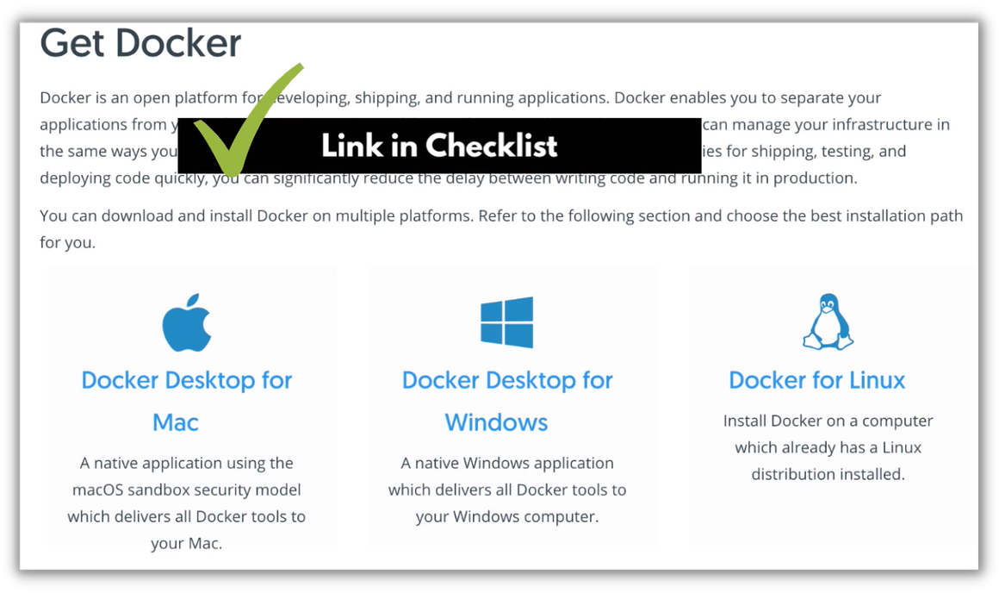 Get Docker
Docker is an open platform for developing, shipping, and running applications. Docker enables you to separate your
applications from can manage your infrastructure in
Link in Checklist
the same ways you for shipping, testing, and
deploying code quickly, you can significantly reduce the delay between writing code and running it in production.
You can download and install Docker on multiple platforms. Refer to the following section and choose the best installation path
for you.
Docker Desktop for
Mac
A native application using the
macOS sandbox security model
which delivers all Docker tools to
your Mac.
Docker Desktop for
Windows
A native Windows application
which delivers all Docker tools to
your Windows computer.
Docker for Linux
Install Docker on a computer
which already has a Linux
distribution installed.